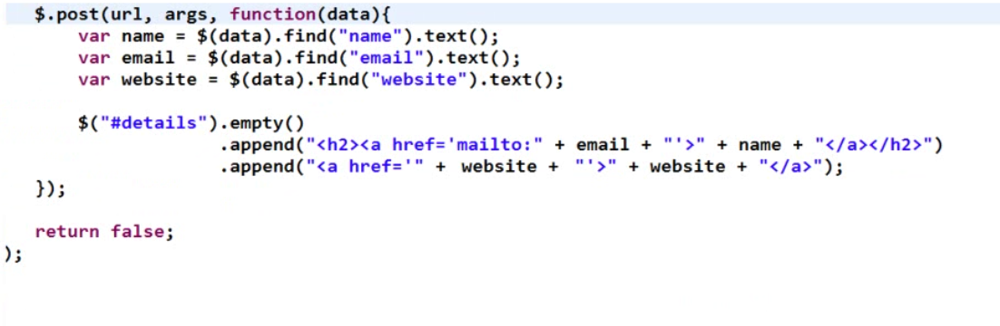 $.post(url, args, function(data){
    var name = $(data).find("name").text();
    var email = $(data).find("email").text();
    var website = $(data).find("website").text();

    $("#details").empty()
                 .append("<h2><a href='mailto:" + email + "'>" + name + "</a></h2>")
                 .append("<a href='" + website + "'>" + website + "</a>");
});

return false;
);